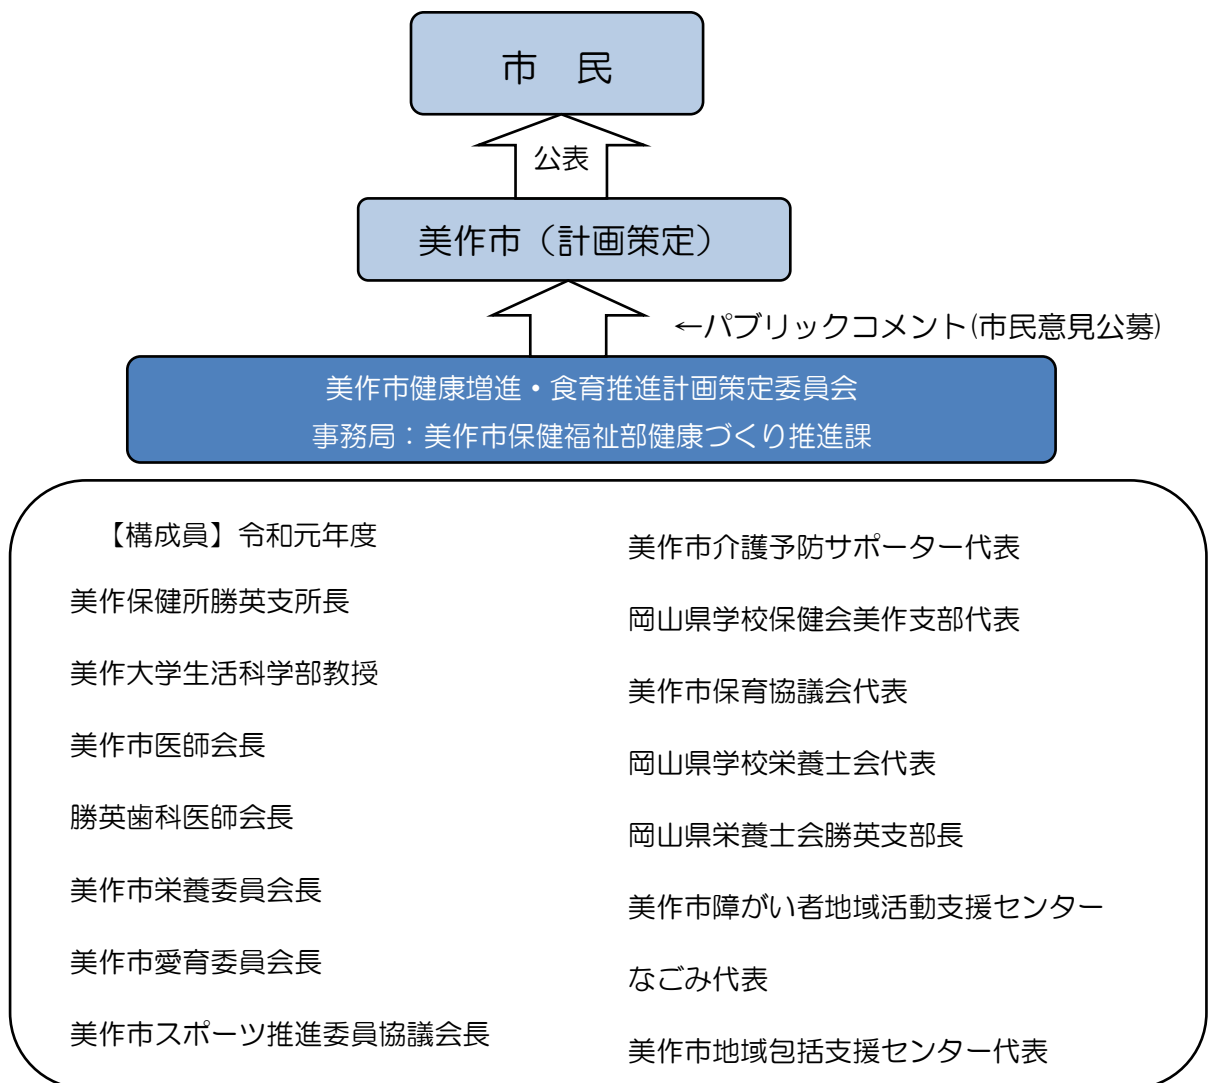 市　民
公表
美作市（計画策定）
←パブリックコメント(市民意見公募)
美作市健康増進・食育推進計画策定委員会
事務局：美作市保健福祉部健康づくり推進課
【構成員】令和元年度
美作保健所勝英支所長
美作大学生活科学部教授
美作市医師会長
勝英歯科医師会長
美作市栄養委員会長
美作市愛育委員会長
美作市スポーツ推進委員協議会長
美作市介護予防サポーター代表
岡山県学校保健会美作支部代表
美作市保育協議会代表
岡山県学校栄養士会代表
岡山県栄養士会勝英支部長
美作市障がい者地域活動支援センター
なごみ代表
美作市地域包括支援センター代表